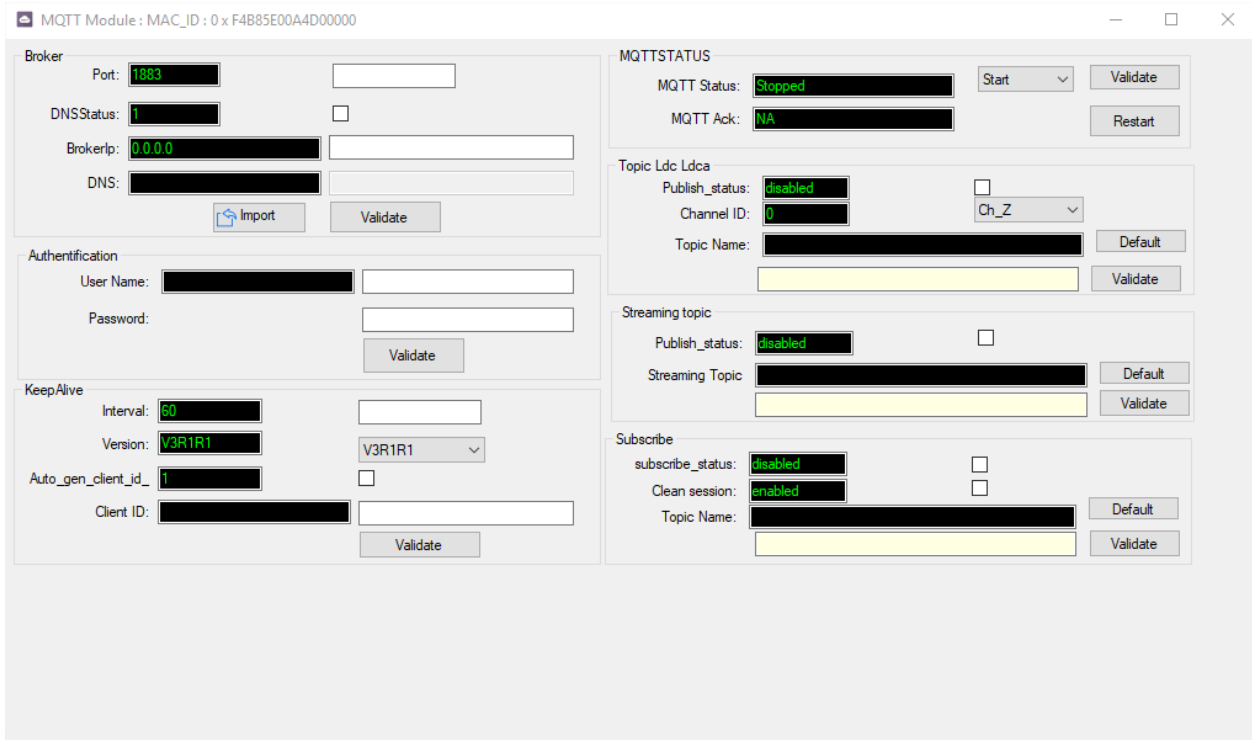 MQTT Module : MAC_ID : 0 x F4B85E00A4D00000
Broker
Port: 1883
DNSStatus: 1
BrokerIp: 0.0.0.0
DNS:
Import Validate
Authentification
User Name:
Password:
Validate
KeepAlive
Interval: 60
Version: V3R1R1 V3R1R1
Auto_gen_client_id_ 1
Client ID:
Validate
MQTTSTATUS
MQTT Status: Stopped Start Validate
MQTT Ack: NA Restart
Topic Ldc Ldca
Publish_status: disabled
Channel ID: 0 Ch_Z
Topic Name: Default
Validate
Streaming topic
Publish_status: disabled
Streaming Topic Default
Validate
Subscribe
subscribe_status: disabled
Clean session: enabled
Topic Name: Default
Validate